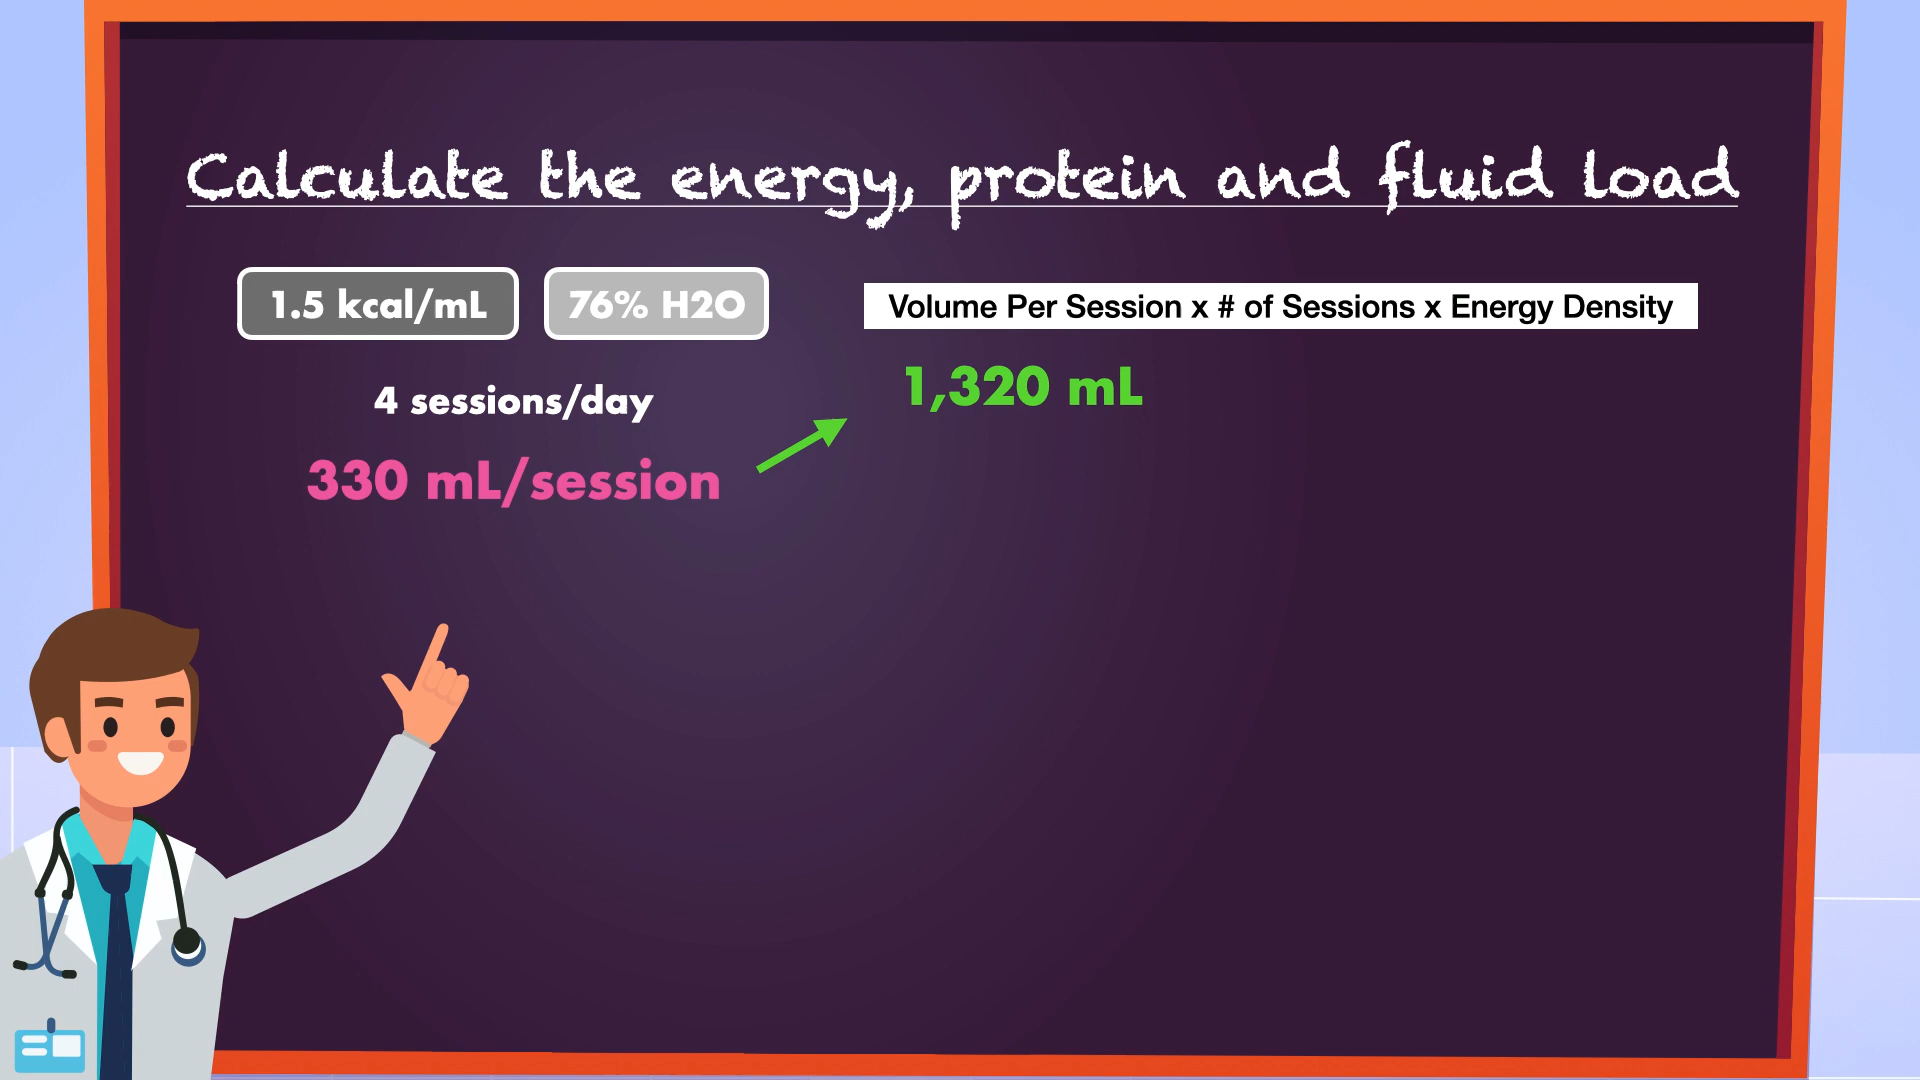 Calculate the energy, protein and fluid load
1.5 kcal/mL
76% H2O
4 sessions/day
330 mL/session
Volume Per Session x # of Sessions x Energy Density
1,320 mL